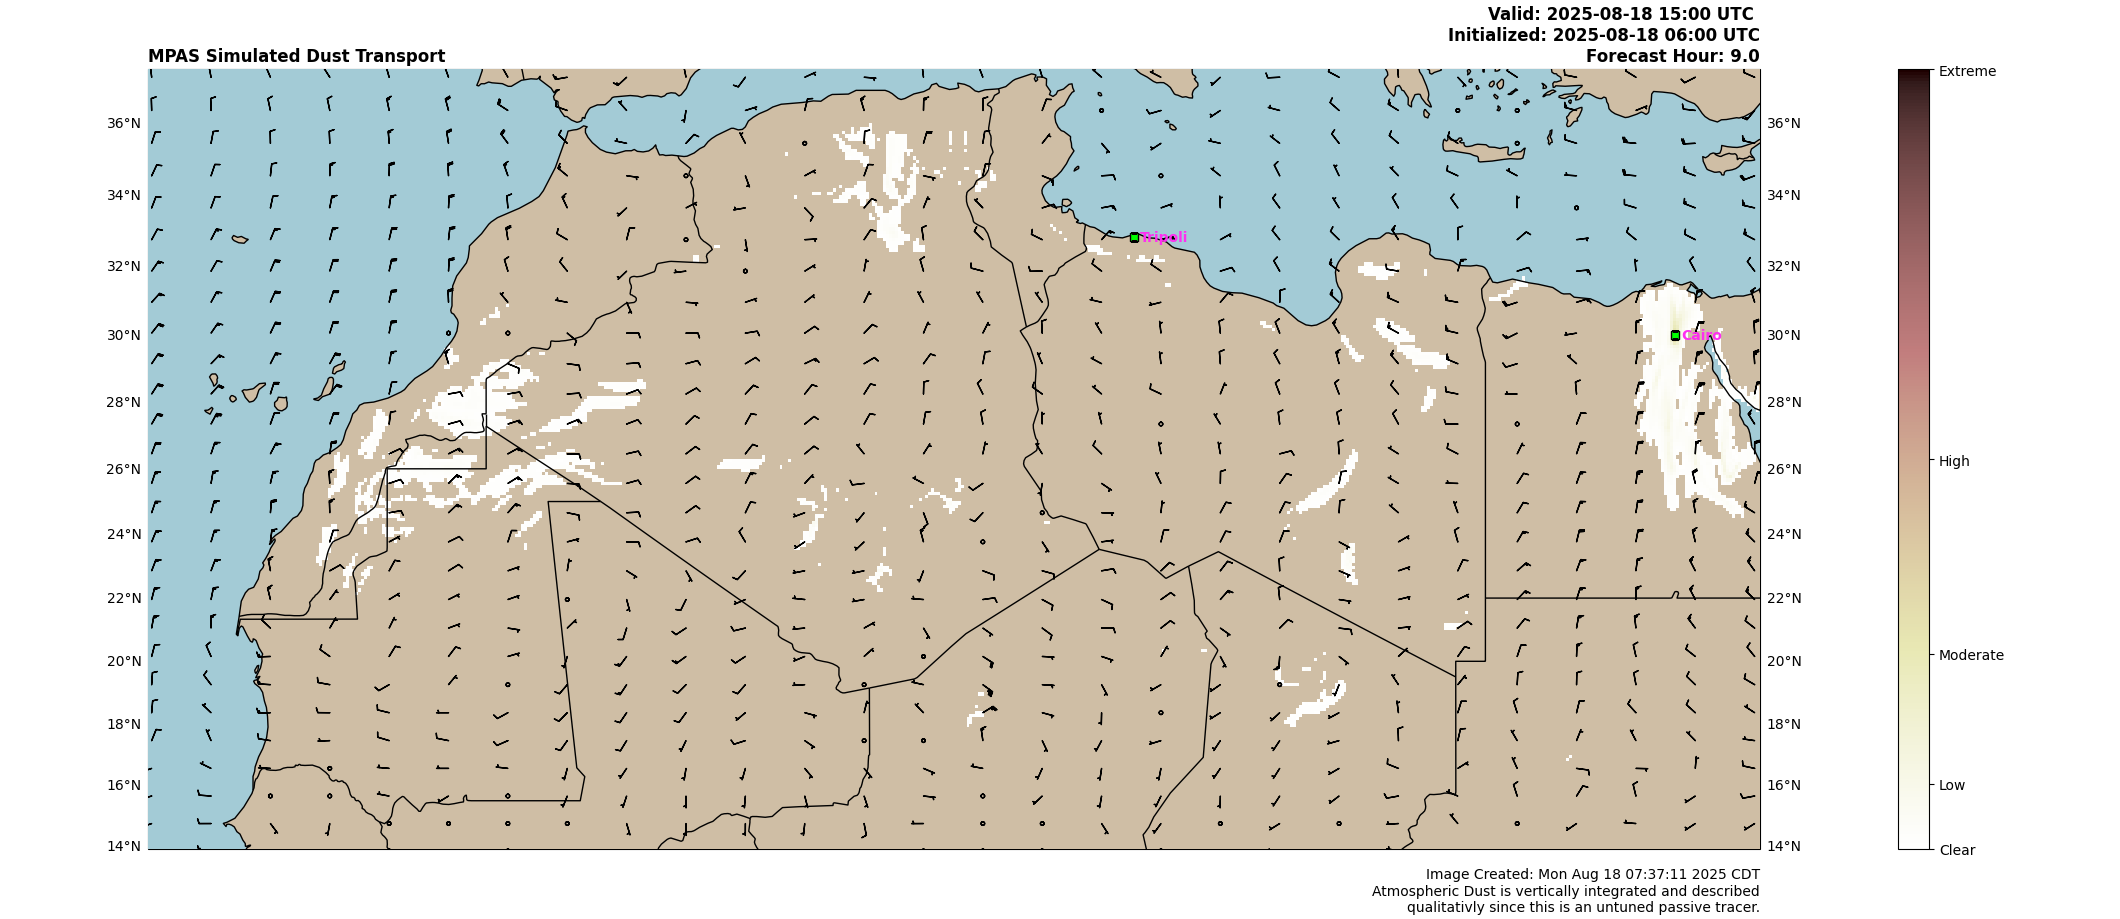 Valid: 2025-08-18 15:00 UTC
Initialized: 2025-08-18 06:00 UTC
MPAS Simulated Dust Transport
Forecast Hour: 9.0
Extreme
36°N
36°N
34°N
34°N
Tripoli
32°N
32°N
30°N
Cairo
30°N
28°N
28°N
26°N
26°N
High
24°N
24°N
22°N
22°N
20°N
20°N
Moderate
18°N
18°N
16°N
16°N
Low
14°N
14°N
Clear
Image Created: Mon Aug 18 07:37:11 2025 CDT
Atmospheric Dust is vertically integrated and described
qualitativly since this is an untuned passive tracer.